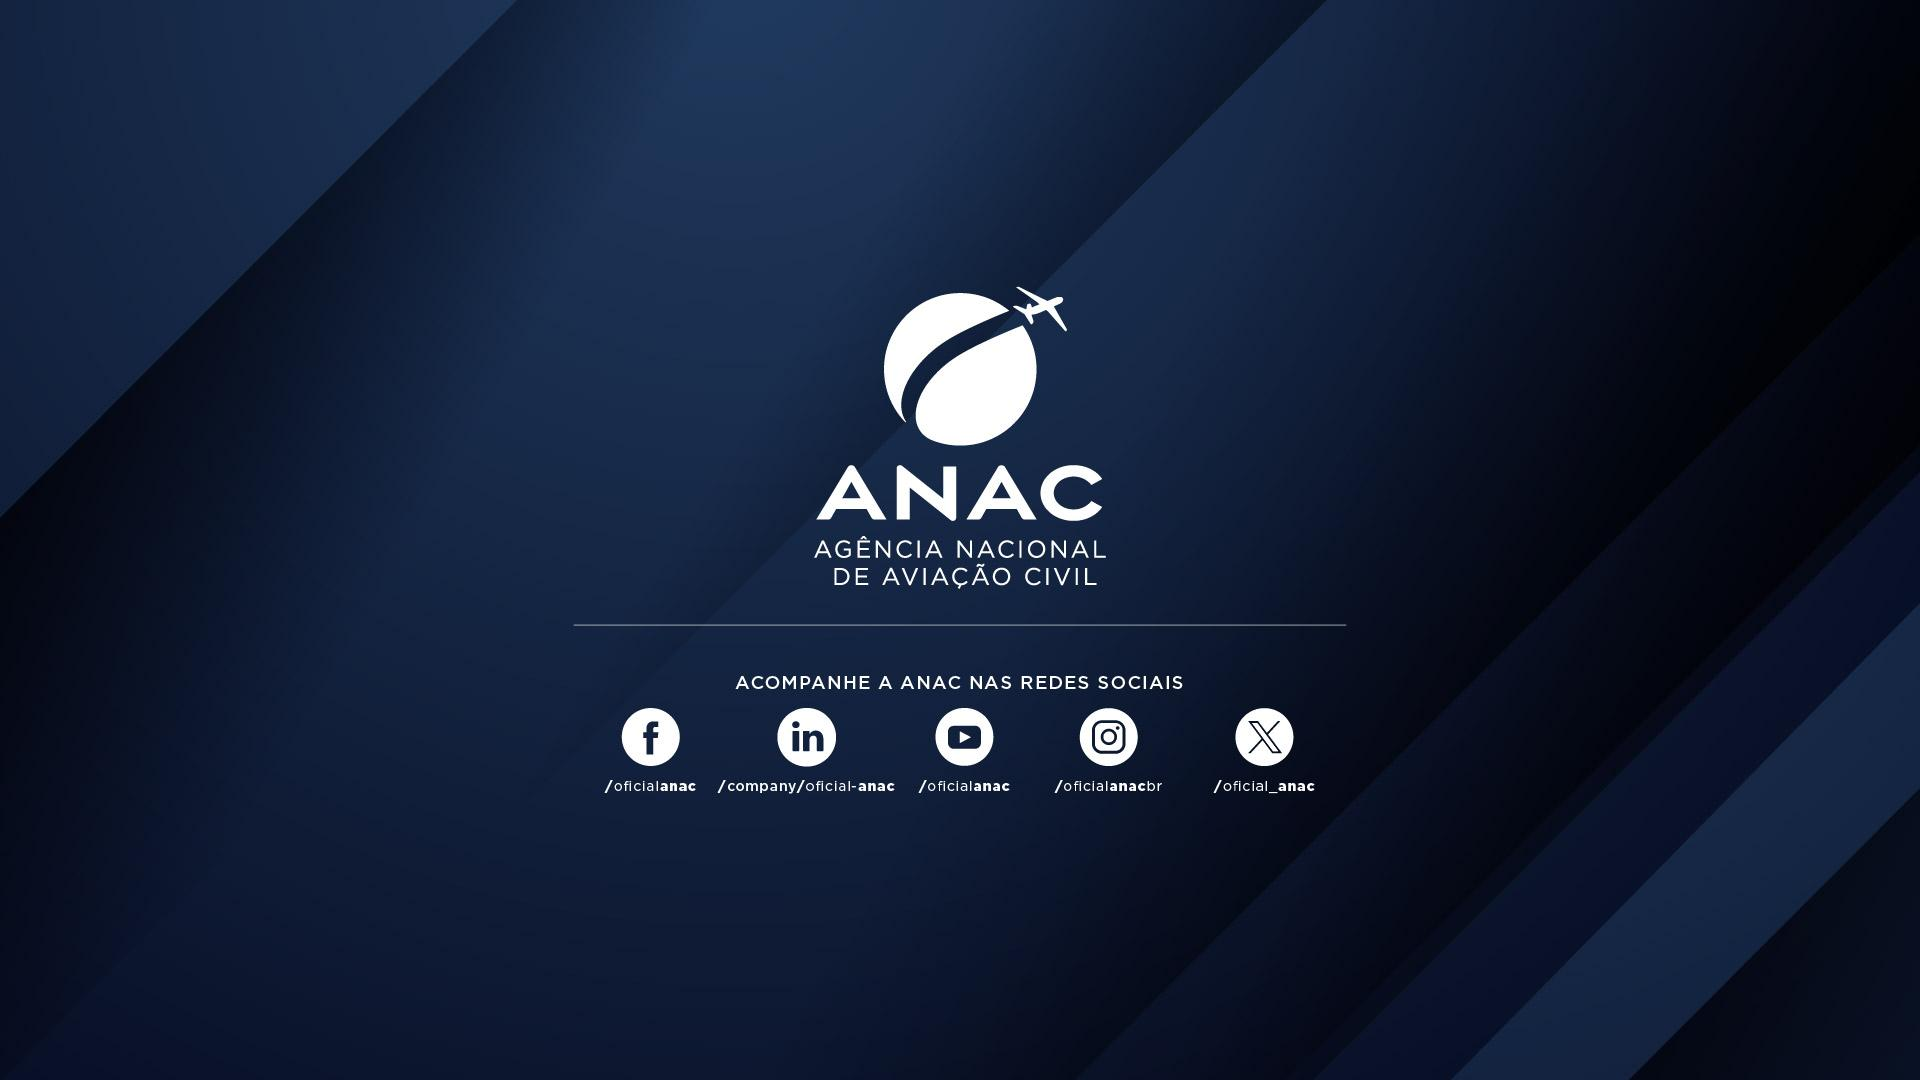 ANAC
AGÊNCIA NACIONAL
DE AVIAÇÃO CIVIL
ACOMPANHE A ANAC NAS REDES SOCIAIS
/oficialanac /company/oficial-anac /oficialanac /oficialanacbr /oficial_anac